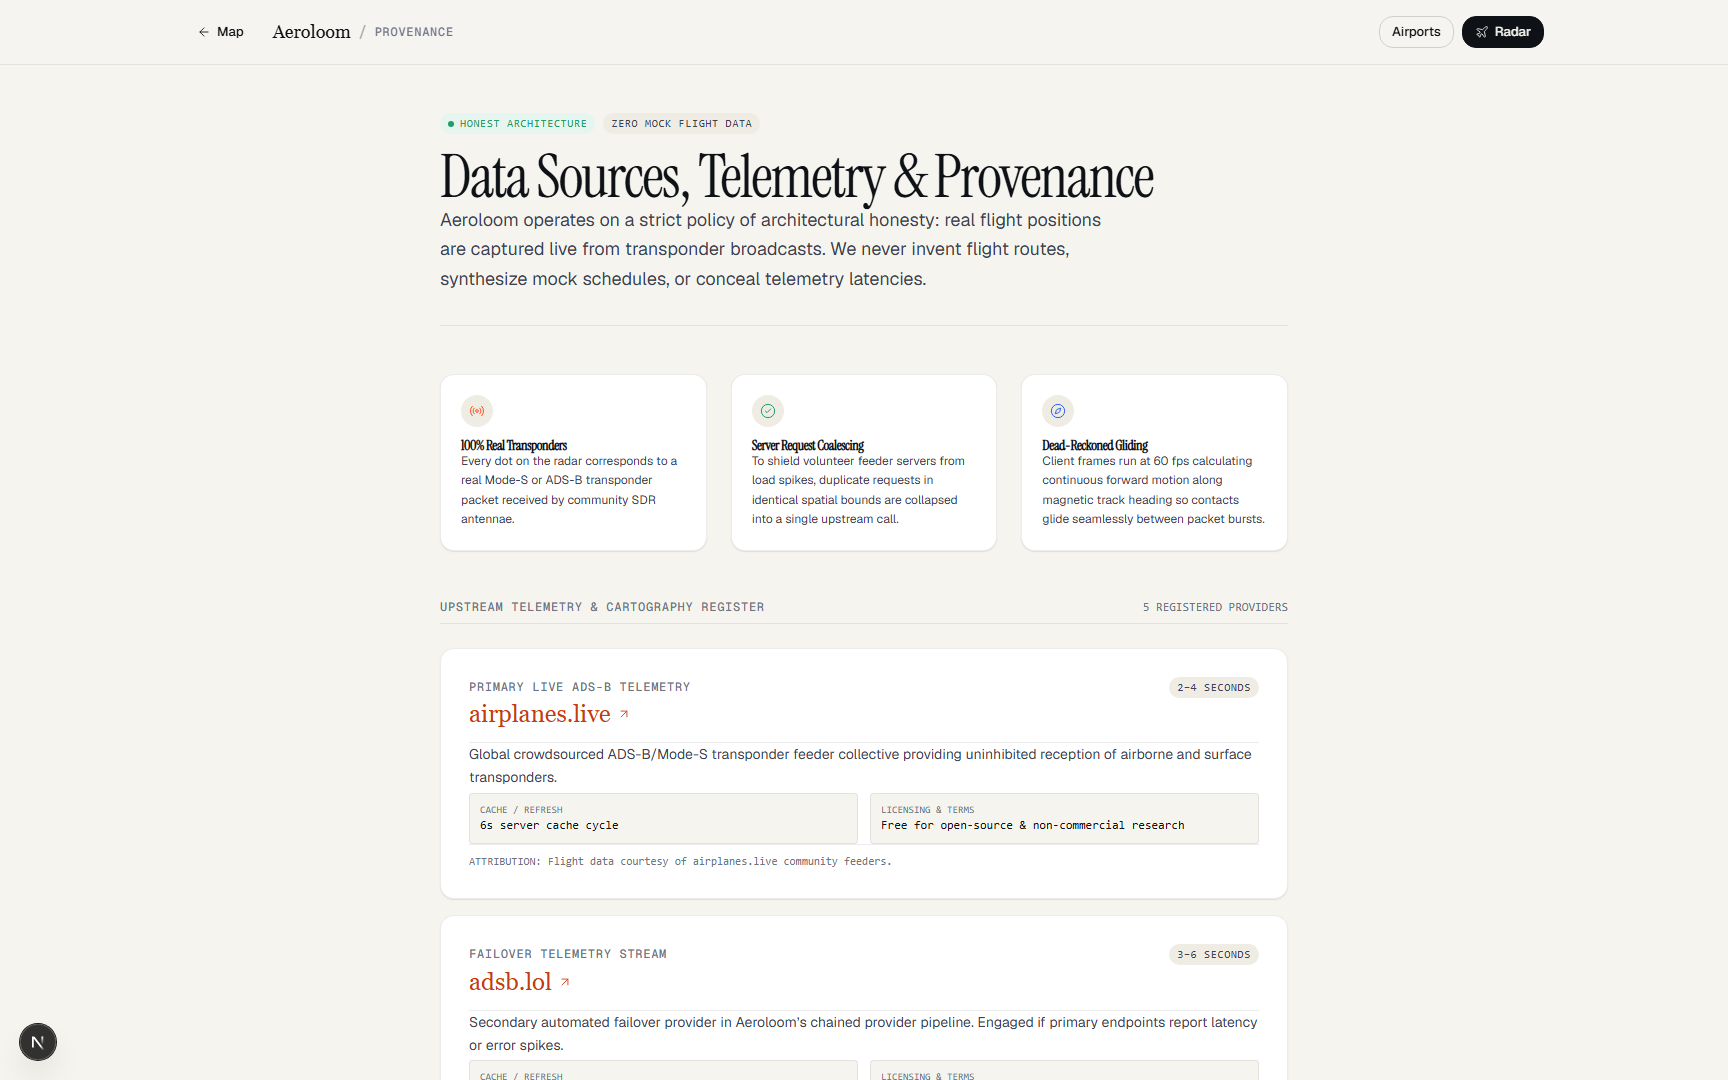 Map
Aeroloom / PROVENANCE
Airports
Radar
HONEST ARCHITECTURE
ZERO MOCK FLIGHT DATA
Data Sources, Telemetry & Provenance
Aeroloom operates on a strict policy of architectural honesty: real flight positions
are captured live from transponder broadcasts. We never invent flight routes,
synthesize mock schedules, or conceal telemetry latencies.
100% Real Transponders
Every dot on the radar corresponds to a
real Mode-S or ADS-B transponder
packet received by community SDR
antennae.
Server Request Coalescing
To shield volunteer feeder servers from
load spikes, duplicate requests in
identical spatial bounds are collapsed
into a single upstream call.
Dead-Reckoned Gliding
Client frames run at 60 fps calculating
continuous forward motion along
magnetic track heading so contacts
glide seamlessly between packet bursts.
UPSTREAM TELEMETRY & CARTOGRAPHY REGISTER
5 REGISTERED PROVIDERS
PRIMARY LIVE ADS-B TELEMETRY
2–4 SECONDS
airplanes.live
Global crowdsourced ADS-B/Mode-S transponder feeder collective providing uninhibited reception of airborne and surface
transponders.
CACHE / REFRESH
6s server cache cycle
LICENSING & TERMS
Free for open-source & non-commercial research
ATTRIBUTION: Flight data courtesy of airplanes.live community feeders.
FAILOVER TELEMETRY STREAM
3–6 SECONDS
adsb.lol
Secondary automated failover provider in Aeroloom's chained provider pipeline. Engaged if primary endpoints report latency
or error spikes.
CACHE / REFRESH
LICENSING & TERMS
N